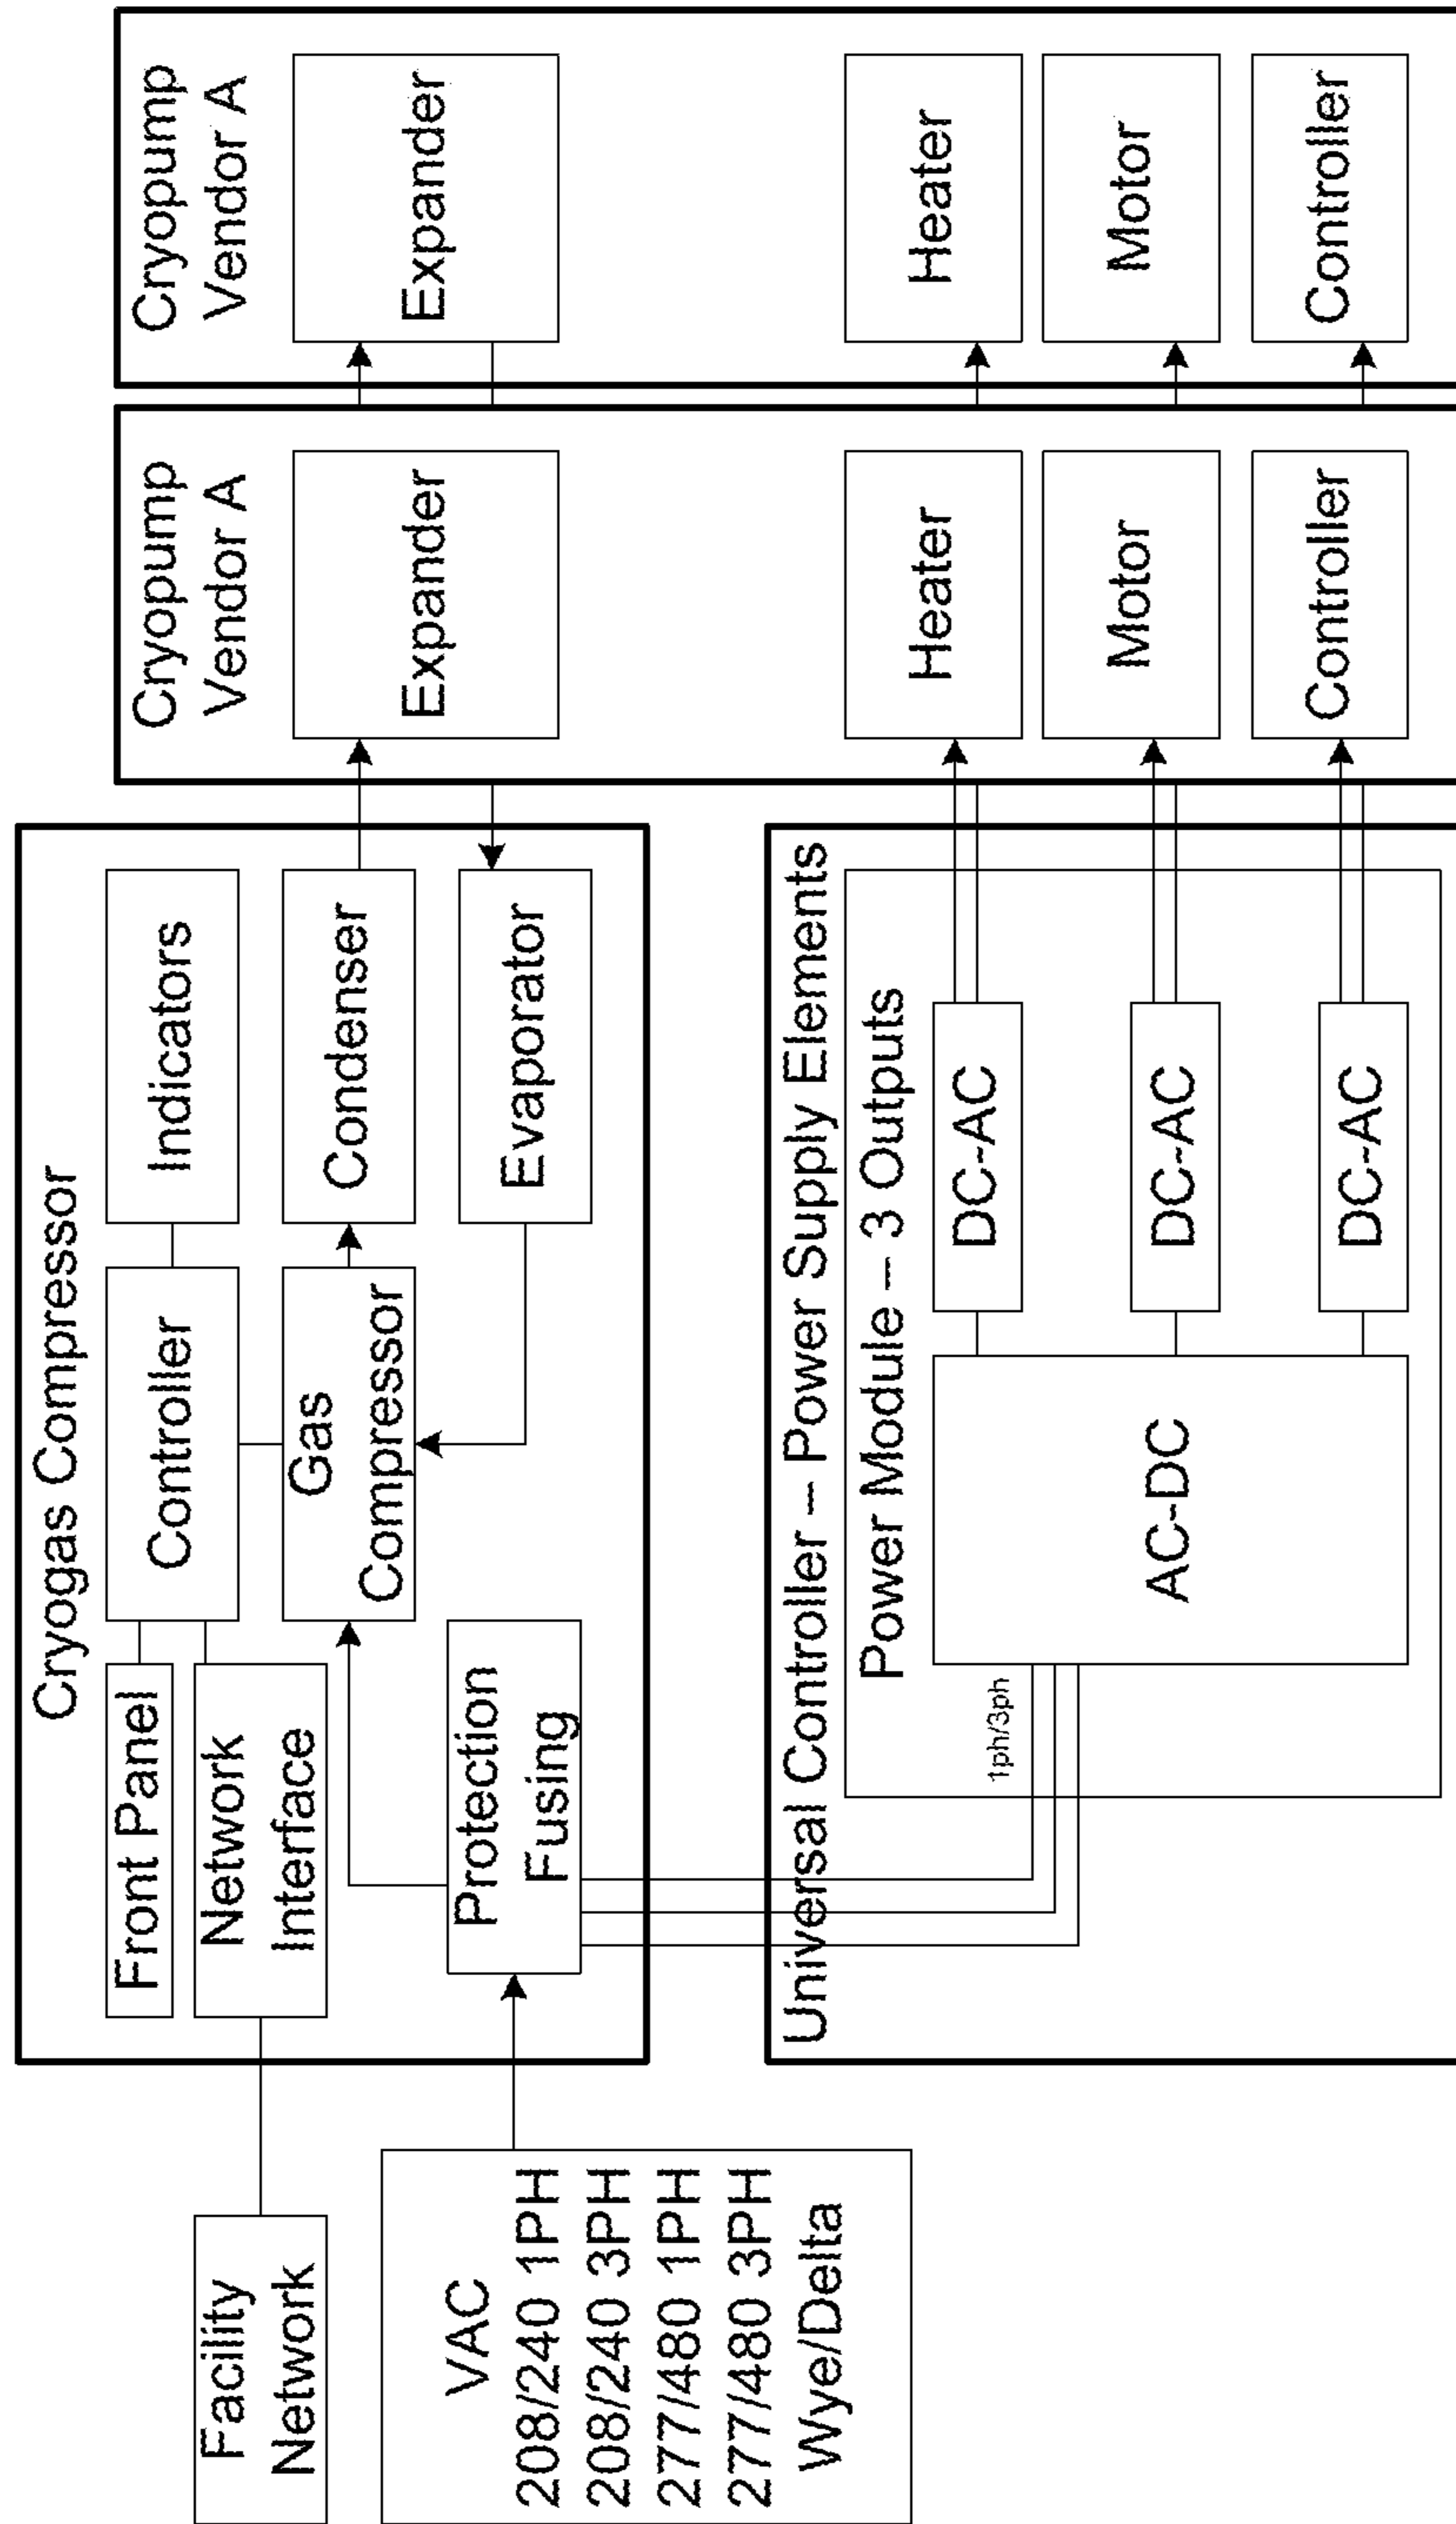 Cryogas Compressor
Front Panel
Network
Interface
Controller
Indicators
Gas
Compressor
Condenser
Protection
Fusing
Evaporator
Facility
Network
VAC
208/240 1PH
208/240 3PH
277/480 1PH
277/480 3PH
Wye/Delta
Universal Controller – Power Supply Elements
Power Module – 3 Outputs
1ph/3ph
AC-DC
DC-AC
DC-AC
DC-AC
Cryopump
Vendor A
Expander
Heater
Motor
Controller
Cryopump
Vendor A
Expander
Heater
Motor
Controller